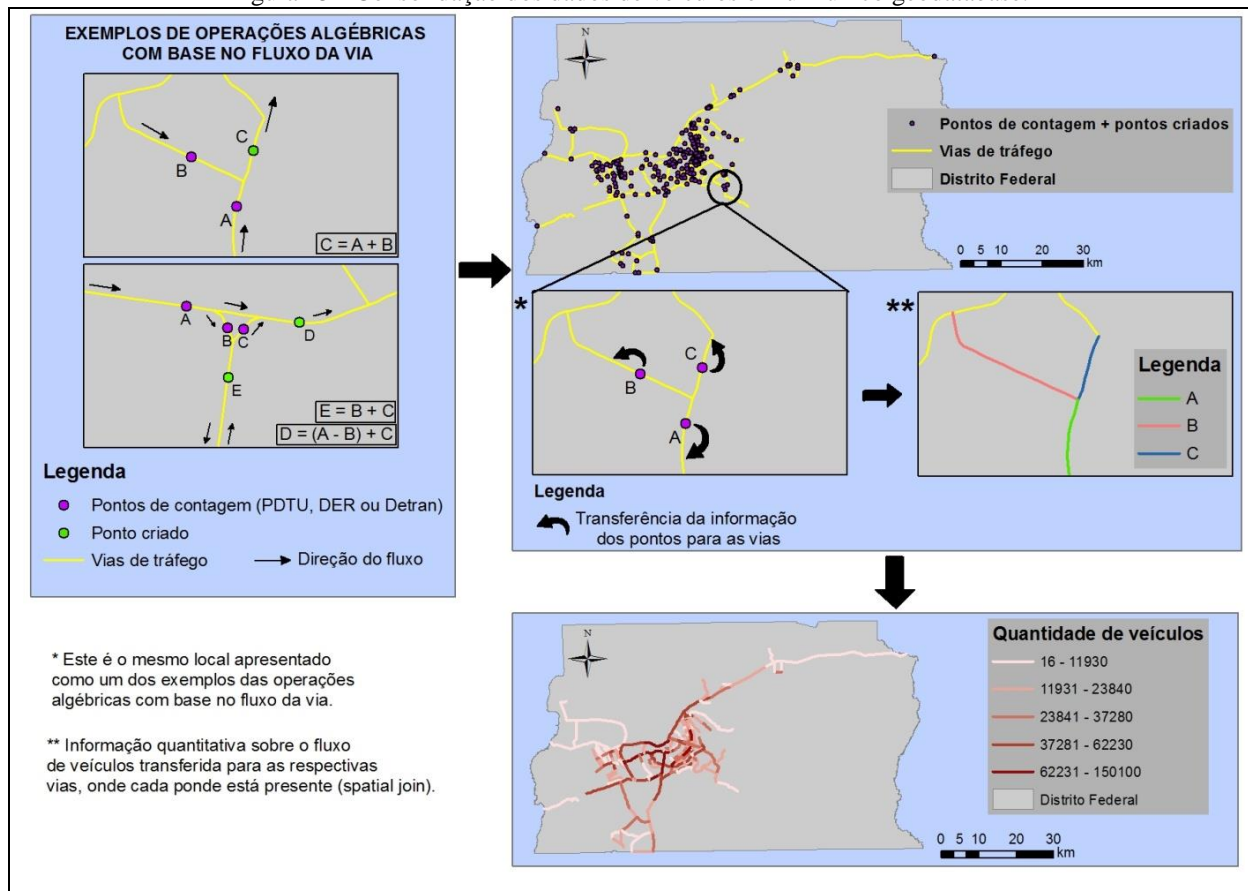 EXEMPLOS DE OPERAÇÕES ALGÉBRICAS
COM BASE NO FLUXO DA VIA
C
B
A
C = A + B
A
B
C
D
E
E = B + C
D = (A - B) + C
Legenda
Pontos de contagem (PDTU, DER ou Detran)
Ponto criado
Vias de tráfego
Direção do fluxo
N
Pontos de contagem + pontos criados
Vias de tráfego
Distrito Federal
0 5 10 20 30
km
*
C
B
A
Legenda
Transferência da informação
dos pontos para as vias
**
Legenda
A
B
C
* Este é o mesmo local apresentado
como um dos exemplos das operações
algébricas com base no fluxo da via.
** Informação quantitativa sobre o fluxo
de veículos transferida para as respectivas
vias, onde cada ponde está presente (spatial join).
N
Quantidade de veículos
16 - 11930
11931 - 23840
23841 - 37280
37281 - 62230
62231 - 150100
Distrito Federal
0 5 10 20 30
km